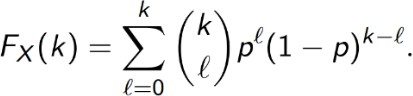 $F_X(k) = \sum_{\ell=0}^{k} \binom{k}{\ell} p^{\ell} (1-p)^{k-\ell}.$